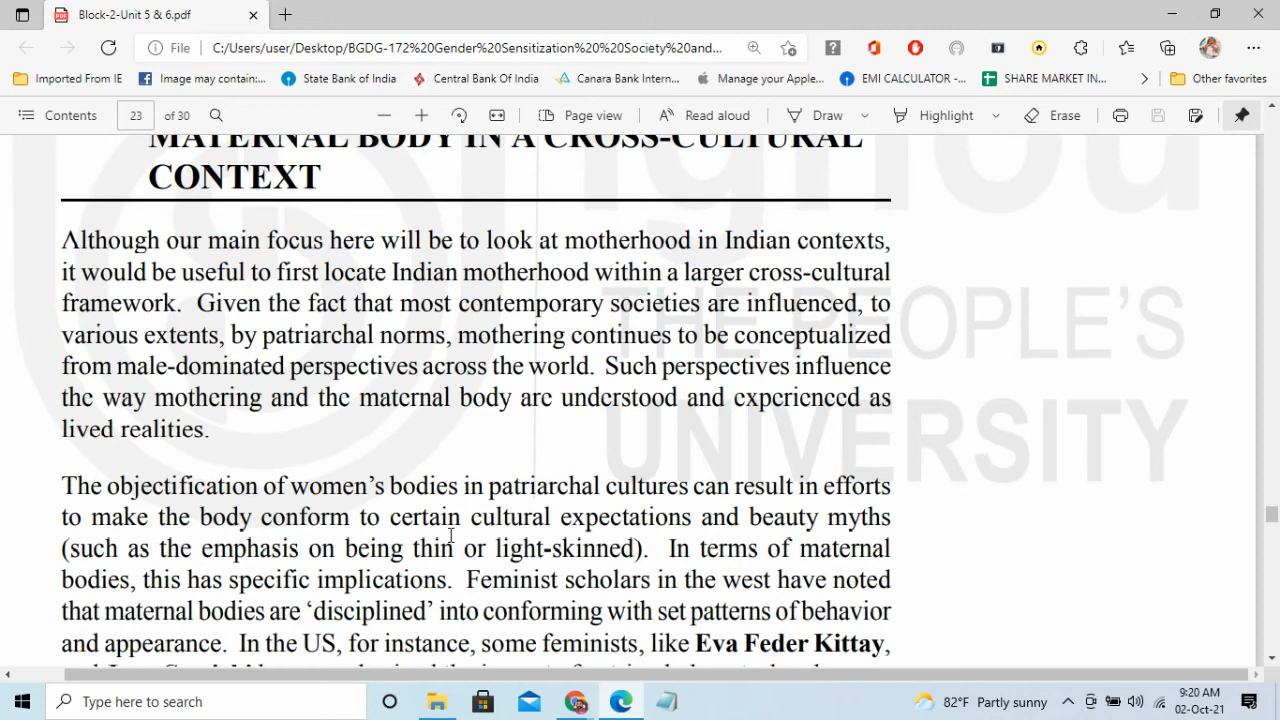 Block-2-Unit 5 & 6.pdf
File C:/Users/user/Desktop/BGDG-172%20Gender%20Sensitization%20%20Society%20and...
Imported From IE Image may contain:... State Bank of India Central Bank Of India Canara Bank Intern... Manage your Apple... EMI CALCULATOR -... SHARE MARKET IN... Other favorites
Contents 23 of 30 Page view Read aloud Draw Highlight Erase
MATERNAL BODY IN A CROSS-CULTURAL
CONTEXT
Although our main focus here will be to look at motherhood in Indian contexts,
it would be useful to first locate Indian motherhood within a larger cross-cultural
framework. Given the fact that most contemporary societies are influenced, to
various extents, by patriarchal norms, mothering continues to be conceptualized
from male-dominated perspectives across the world. Such perspectives influence
the way mothering and the maternal body are understood and experienced as
lived realities.
The objectification of women's bodies in patriarchal cultures can result in efforts
to make the body conform to certain cultural expectations and beauty myths
(such as the emphasis on being thin or light-skinned). In terms of maternal
bodies, this has specific implications. Feminist scholars in the west have noted
that maternal bodies are 'disciplined' into conforming with set patterns of behavior
and appearance. In the US, for instance, some feminists, like Eva Feder Kittay,
ignou
THE PEOPLE'S
UNIVERSITY
Type here to search
82°F Partly sunny
9:20 AM
02-Oct-21